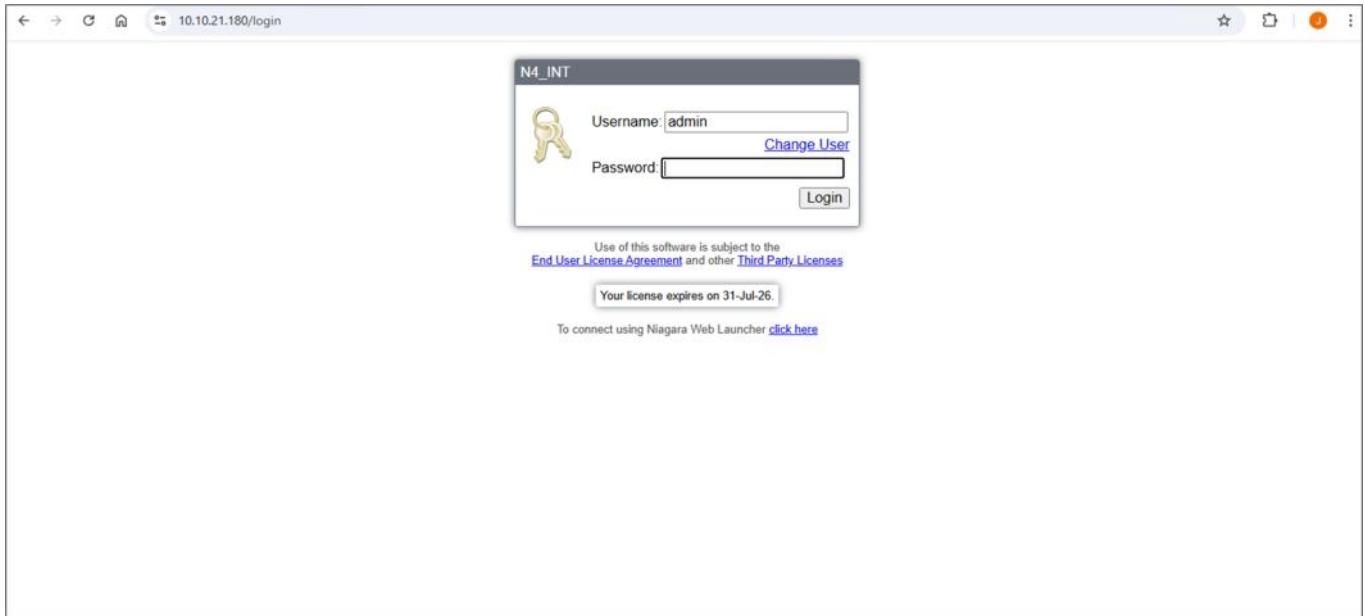 10.10.21.180/login
J
N4_INT
Username: admin
Change User
Password:
Login
Use of this software is subject to the
End User License Agreement and other Third Party Licenses
Your license expires on 31-Jul-26.
To connect using Niagara Web Launcher click here